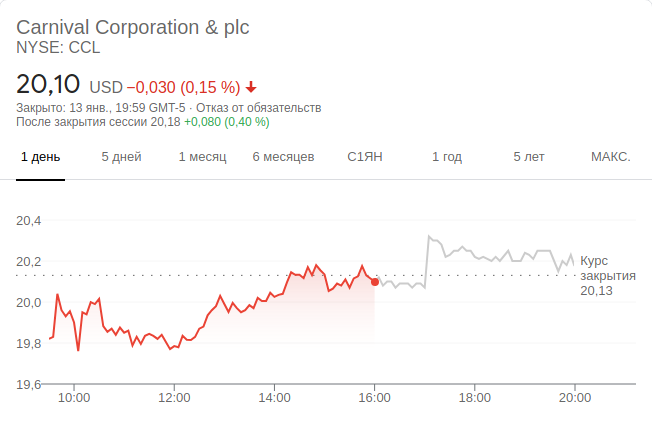 Carnival Corporation & plc
NYSE: CCL
20,10 USD −0,030 (0,15 %)
Закрыто: 13 янв., 19:59 GMT-5 · Отказ от обязательств
После закрытия сессии 20,18 +0,080 (0,40 %)
1 день 5 дней 1 месяц 6 месяцев С1ЯН 1 год 5 лет МАКС.
20,4
20,2
20,0
19,8
19,6
Курс
закрытия
20,13
10:00 12:00 14:00 16:00 18:00 20:00